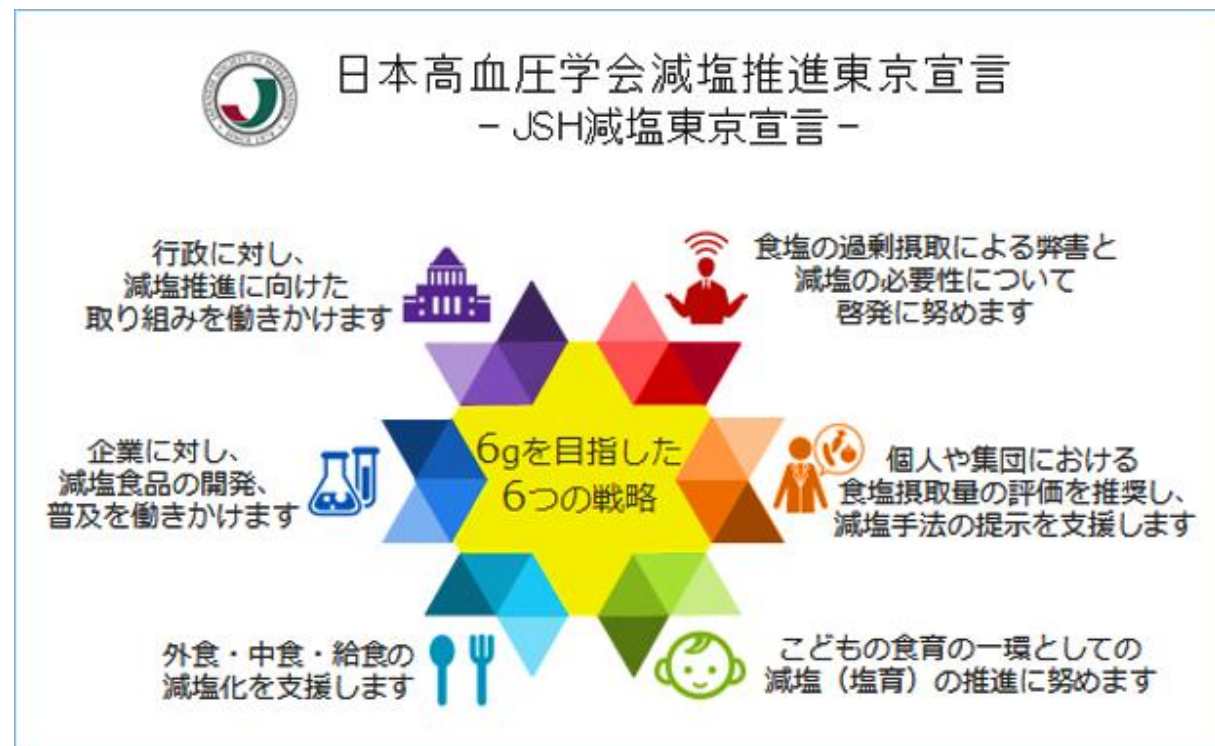 日本高血圧学会減塩推進東京宣言
－JSH減塩東京宣言－
食塩の過剰摂取による弊害と
減塩の必要性について
啓発に努めます
個人や集団における
食塩摂取量の評価を推奨し、
減塩手法の提示を支援します
こどもの食育の一環としての
減塩（塩育）の推進に努めます
外食・中食・給食の
減塩化を支援します
企業に対し、
減塩食品の開発、
普及を働きかけます
行政に対し、
減塩推進に向けた
取り組みを働きかけます
6gを目指した
6つの戦略